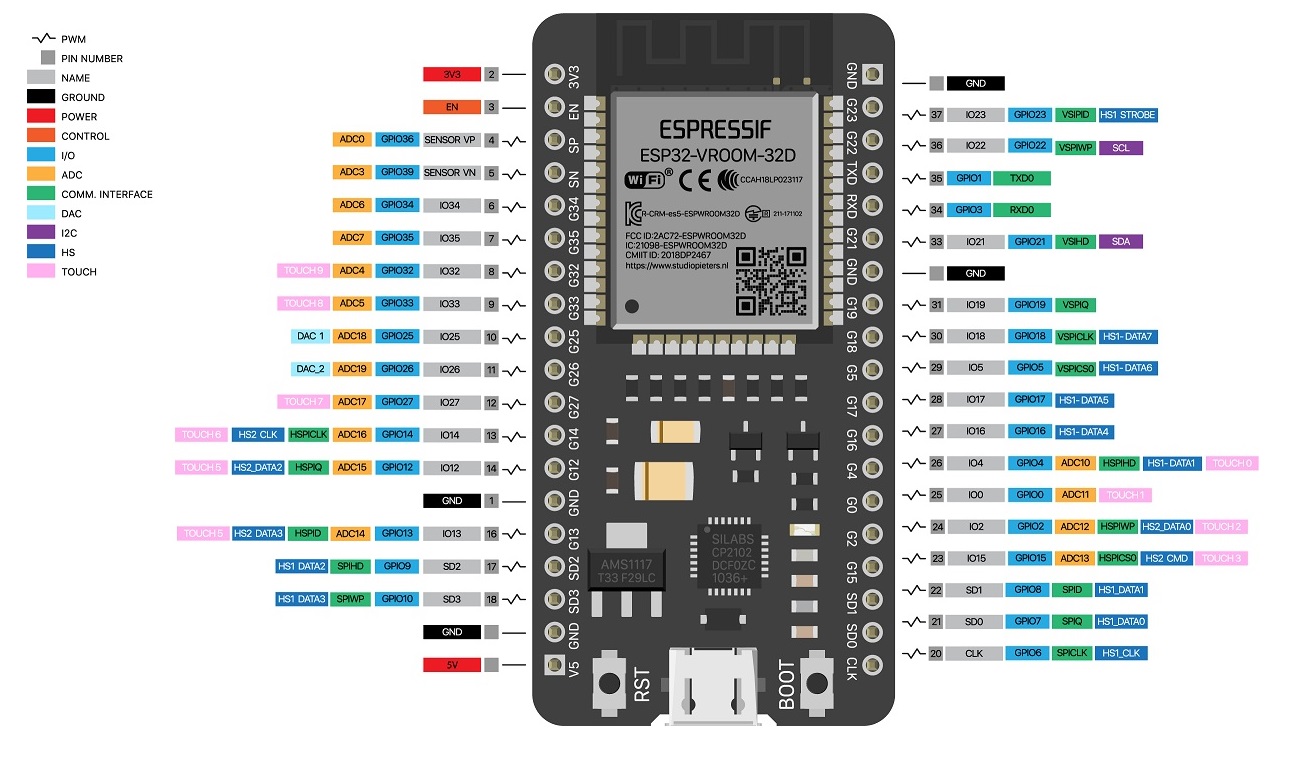 PWM
PIN NUMBER
NAME
GROUND
POWER
CONTROL
I/O
ADC
COMM. INTERFACE
DAC
I2C
HS
TOUCH
3V3 2
EN 3
ADC0 GPIO36 SENSOR VP 4
ADC3 GPIO39 SENSOR VN 5
ADC6 GPIO34 IO34 6
ADC7 GPIO35 IO35 7
TOUCH 9 ADC4 GPIO32 IO32 8
TOUCH 8 ADC5 GPIO33 IO33 9
DAC 1 ADC18 GPIO25 IO25 10
DAC_2 ADC19 GPIO26 IO26 11
TOUCH 7 ADC17 GPIO27 IO27 12
TOUCH 6 HS2 CLK HSPICLK ADC16 GPIO14 IO14 13
TOUCH 5 HS2_DATA2 HSPIQ ADC15 GPIO12 IO12 14
GND 1
TOUCH 5 HS2 DATA3 HSPID ADC14 GPIO13 IO13 16
HS1 DATA2 SPIHD GPIO9 SD2 17
HS1 DATA3 SPIWP GPIO10 SD3 18
GND
5V
3V3
EN
SP
SN
G34
G35
G32
G33
G25
G26
G27
G14
G12
GND
G13
SD2
SD3
GND
V5
ESPRESSIF
ESP32-VROOM-32D
WiFi® CE CCAH18LP023117
R-CRM-es5-ESPWROOM32D R 211-171102
FCC ID:2AC72-ESPWROOM32D
IC:21098-ESPWROOM32D
CMIIT ID: 2018DP2467
https://www.studiopieters.nl
SILABS
CP2102
DCF0ZC
1036+
AMS1117
T33 F29LC
RST
BOOT
GND
G23
G22
TXD
RXD
G21
GND
G19
G18
G5
G17
G16
G4
G0
G2
G15
SD1
SD0
CLK
GND
37 IO23 GPIO23 VSPIPID HS1 STROBE
36 IO22 GPIO22 VSPIWP SCL
35 GPIO1 TXD0
34 GPIO3 RXD0
33 IO21 GPIO21 VSIHD SDA
GND
31 IO19 GPIO19 VSPIQ
30 IO18 GPIO18 VSPICLK HS1-DATA7
29 IO5 GPIO5 VSPICS0 HS1-DATA6
28 IO17 GPIO17 HS1-DATA5
27 IO16 GPIO16 HS1-DATA4
26 IO4 GPIO4 ADC10 HSPIHD HS1-DATA1 TOUCH 0
25 IO0 GPIO0 ADC11 TOUCH 1
24 IO2 GPIO2 ADC12 HSPIWP HS2_DATA0 TOUCH 2
23 IO15 GPIO15 ADC13 HSPICS0 HS2 CMD TOUCH 3
22 SD1 GPIO8 SPID HS1_DATA1
21 SD0 GPIO7 SPIQ HS1_DATA0
20 CLK GPIO6 SPICLK HS1_CLK